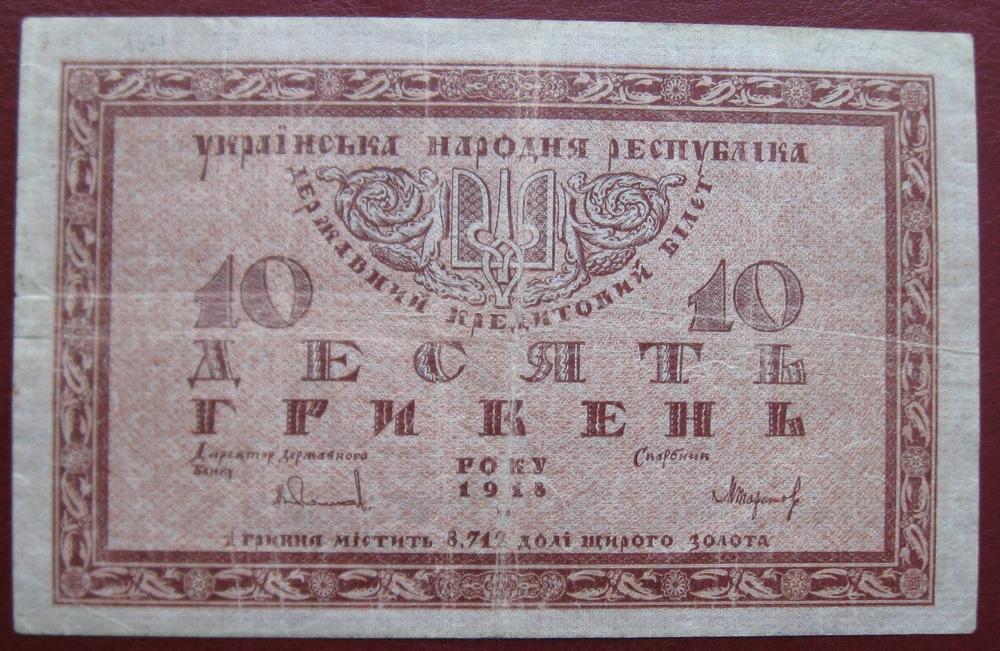 УКРАЇНСЬКА НАРОДНЯ РЕСПУБЛІКА
ДЕРЖАВНИЙ КРЕДИТОВИЙ БІЛЕТ
10 10
ДЕСЯТЬ
ГРИВЕНЬ
Директор Державного
Банку
Скарбник
РОКУ
1918
1 гривня містить 8,712 долі щирого золота